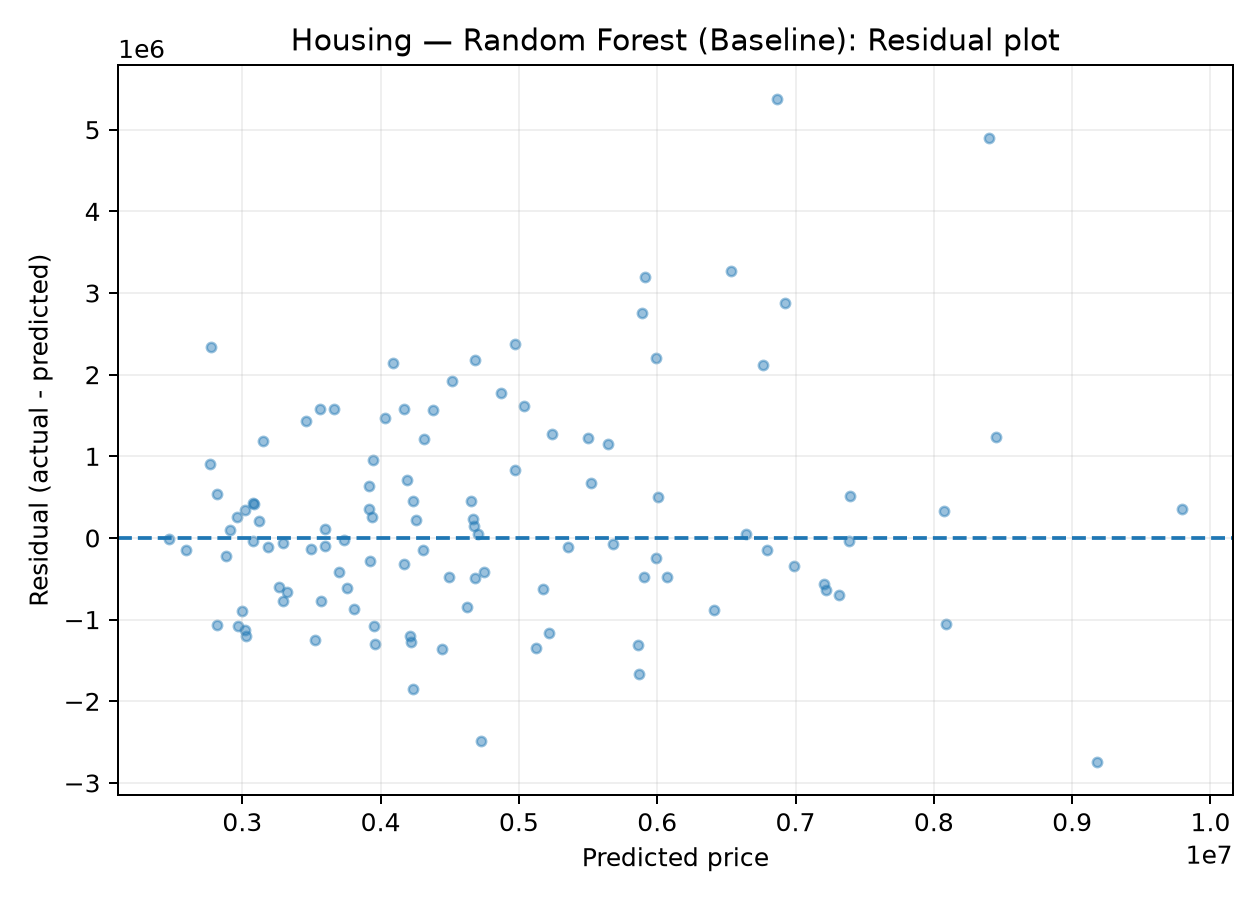 Housing — Random Forest (Baseline): Residual plot
1e6
Residual (actual - predicted)
5
4
3
2
1
0
−1
−2
−3
0.3 0.4 0.5 0.6 0.7 0.8 0.9 1.0
1e7
Predicted price